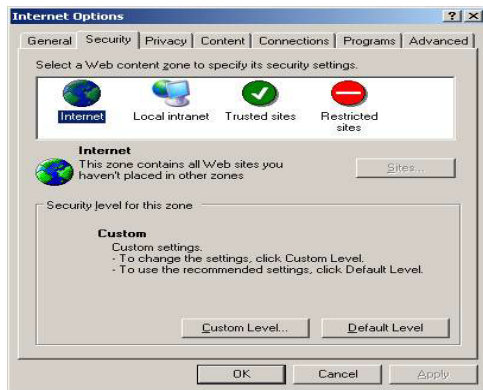 Internet Options
General Security Privacy Content Connections Programs Advanced
Select a Web content zone to specify its security settings.
Internet Local intranet Trusted sites Restricted
sites
Internet
This zone contains all Web sites you
haven't placed in other zones
Sites...
Security level for this zone
Custom
Custom settings.
- To change the settings, click Custom Level.
- To use the recommended settings, click Default Level.
Custom Level... Default Level
OK Cancel Apply